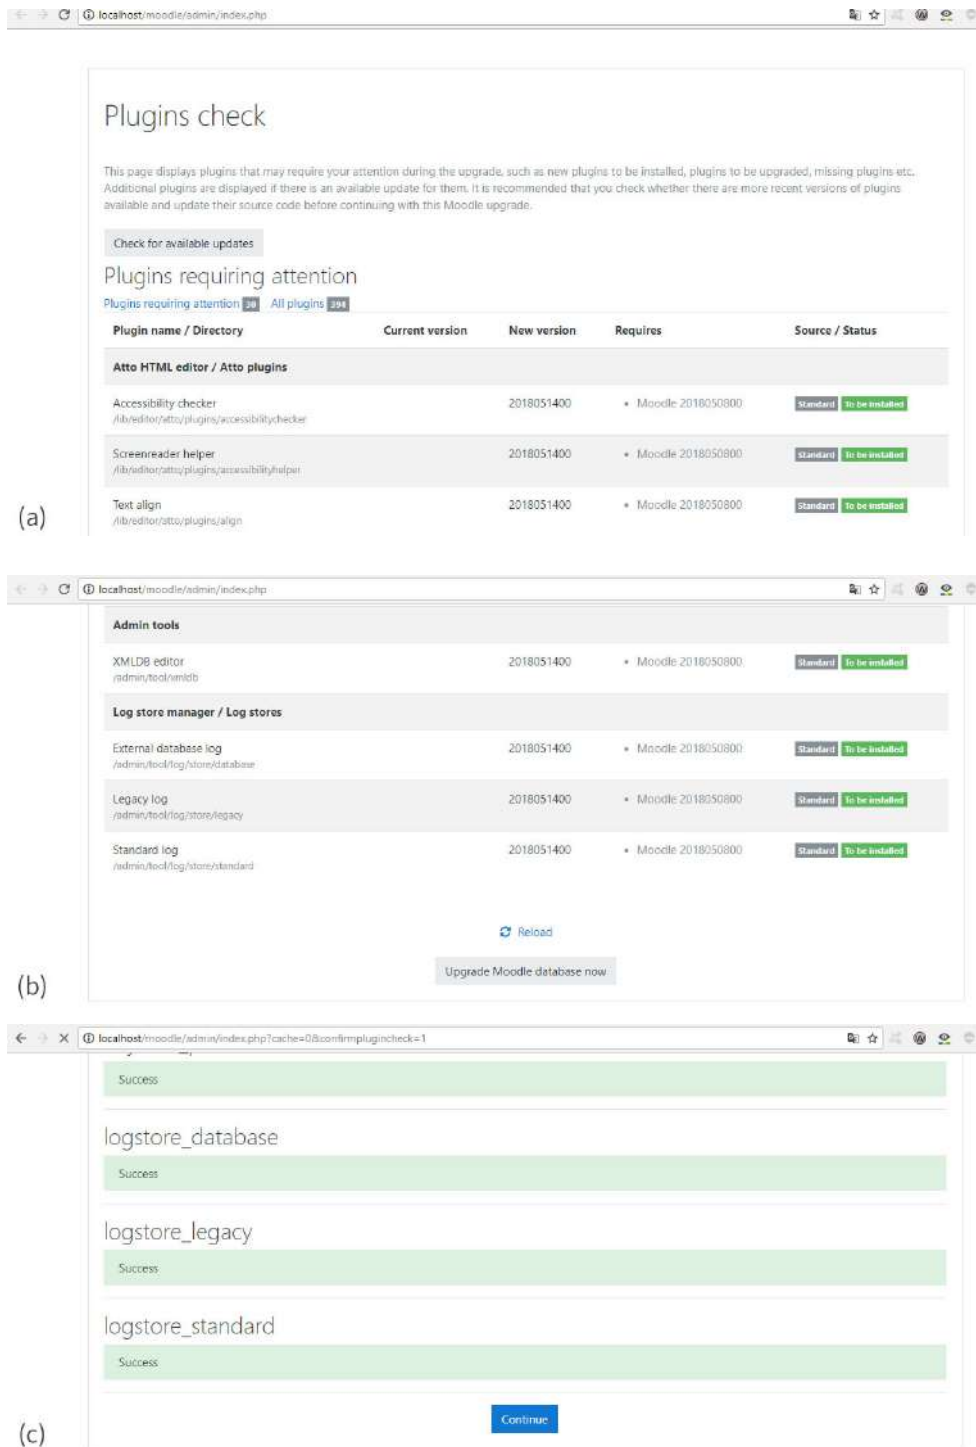 localhost/moodle/admin/index.php
Plugins check
This page displays plugins that may require your attention during the upgrade, such as new plugins to be installed, plugins to be upgraded, missing plugins etc.
Additional plugins are displayed if there is an available update for them. It is recommended that you check whether there are more recent versions of plugins
available and update their source code before continuing with this Moodle upgrade.
Check for available updates
Plugins requiring attention
Plugins requiring attention All plugins 394
Plugin name / Directory Current version New version Requires Source / Status
Atto HTML editor / Atto plugins
Accessibility checker 2018051400 • Moodle 2018050800 Standard To be installed
/lib/editor/atto/plugins/accessibilitychecker
Screenreader helper 2018051400 • Moodle 2018050800 Standard To be installed
/lib/editor/atto/plugins/accessibilityhelper
Text align 2018051400 • Moodle 2018050800 Standard To be installed
/lib/editor/atto/plugins/align
(a)
localhost/moodle/admin/index.php
Admin tools
XMLDB editor 2018051400 • Moodle 2018050800 Standard To be installed
/admin/tool/xmldb
Log store manager / Log stores
External database log 2018051400 • Moodle 2018050800 Standard To be installed
/admin/tool/log/store/database
Legacy log 2018051400 • Moodle 2018050800 Standard To be installed
/admin/tool/log/store/legacy
Standard log 2018051400 • Moodle 2018050800 Standard To be installed
/admin/tool/log/store/standard
Reload
Upgrade Moodle database now
(b)
localhost/moodle/admin/index.php?cache=0&confirmplugincheck=1
Success
logstore_database
Success
logstore_legacy
Success
logstore_standard
Success
Continue
(c)